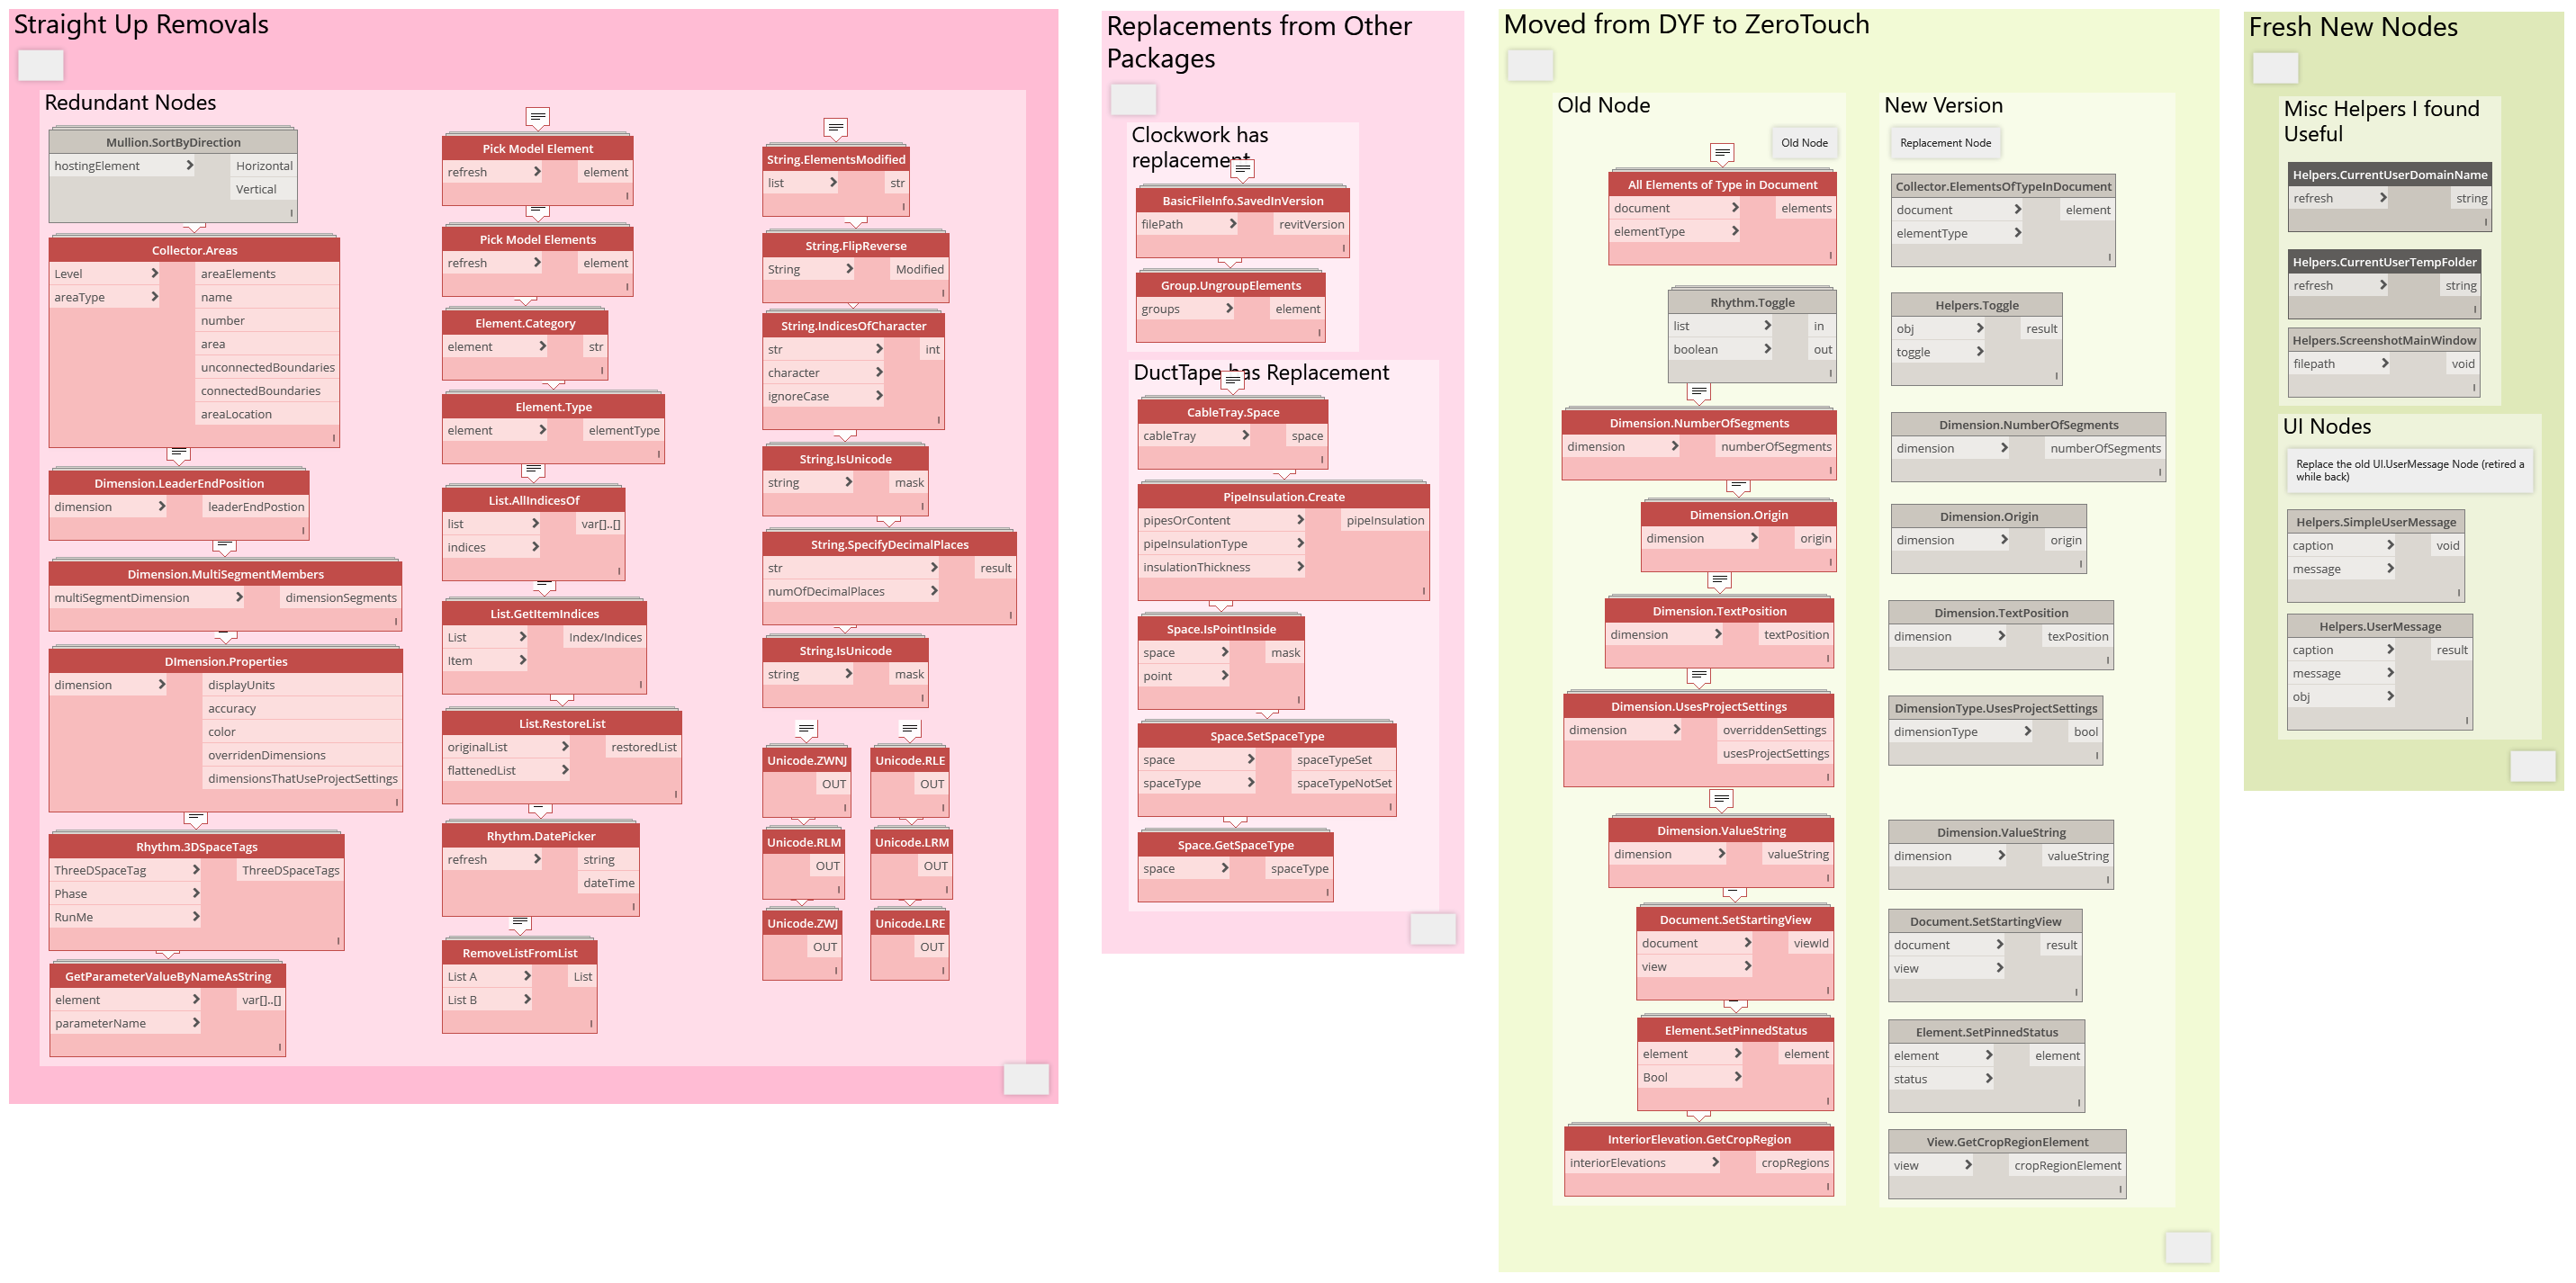 Straight Up Removals
Redundant Nodes
Mullion.SortByDirection
hostingElement > Horizontal
Vertical
Collector.Areas
Level > areaElements
areaType > name
number
area
unconnectedBoundaries
connectedBoundaries
areaLocation
Dimension.LeaderEndPosition
dimension > leaderEndPostion
Dimension.MultiSegmentMembers
multiSegmentDimension > dimensionSegments
DImension.Properties
dimension > displayUnits
accuracy
color
overridenDimensions
dimensionsThatUseProjectSettings
Rhythm.3DSpaceTags
ThreeDSpaceTag > ThreeDSpaceTags
Phase >
RunMe >
GetParameterValueByNameAsString
element > var[]..[]
parameterName >
Pick Model Element
refresh > element
Pick Model Elements
refresh > element
Element.Category
element > str
Element.Type
element > elementType
List.AllIndicesOf
list > var[]..[]
indices >
List.GetItemIndices
List > Index/Indices
Item >
List.RestoreList
originalList > restoredList
flattenedList >
Rhythm.DatePicker
refresh > string
dateTime
RemoveListFromList
List A > List
List B >
String.ElementsModified
list > str
String.FlipReverse
String > Modified
String.IndicesOfCharacter
str > int
character >
ignoreCase >
String.IsUnicode
string > mask
String.SpecifyDecimalPlaces
str > result
numOfDecimalPlaces >
String.IsUnicode
string > mask
Unicode.ZWNJ
OUT
Unicode.RLE
OUT
Unicode.RLM
OUT
Unicode.LRM
OUT
Unicode.ZWJ
OUT
Unicode.LRE
OUT
Replacements from Other
Packages
Clockwork has
replacement
BasicFileInfo.SavedInVersion
filePath > revitVersion
Group.UngroupElements
groups > element
DuctTape has Replacement
CableTray.Space
cableTray > space
PipeInsulation.Create
pipesOrContent > pipeInsulation
pipeInsulationType >
insulationThickness >
Space.IsPointInside
space > mask
point >
Space.SetSpaceType
space > spaceTypeSet
spaceType > spaceTypeNotSet
Space.GetSpaceType
space > spaceType
Moved from DYF to ZeroTouch
Old Node
Old Node
All Elements of Type in Document
document > elements
elementType >
Rhythm.Toggle
list > in
boolean > out
Dimension.NumberOfSegments
dimension > numberOfSegments
Dimension.Origin
dimension > origin
Dimension.TextPosition
dimension > textPosition
Dimension.UsesProjectSettings
dimension > overriddenSettings
usesProjectSettings
Dimension.ValueString
dimension > valueString
Document.SetStartingView
document > viewId
view >
Element.SetPinnedStatus
element > element
Bool >
InteriorElevation.GetCropRegion
interiorElevations > cropRegions
New Version
Replacement Node
Collector.ElementsOfTypeInDocument
document > element
elementType >
Helpers.Toggle
obj > result
toggle >
Dimension.NumberOfSegments
dimension > numberOfSegments
Dimension.Origin
dimension > origin
Dimension.TextPosition
dimension > texPosition
DimensionType.UsesProjectSettings
dimensionType > bool
Dimension.ValueString
dimension > valueString
Document.SetStartingView
document > result
view >
Element.SetPinnedStatus
element > element
status >
View.GetCropRegionElement
view > cropRegionElement
Fresh New Nodes
Misc Helpers I found
Useful
Helpers.CurrentUserDomainName
refresh > string
Helpers.CurrentUserTempFolder
refresh > string
Helpers.ScreenshotMainWindow
filepath > void
UI Nodes
Replace the old UI.UserMessage Node (retired a
while back)
Helpers.SimpleUserMessage
caption > void
message >
Helpers.UserMessage
caption > result
message >
obj >